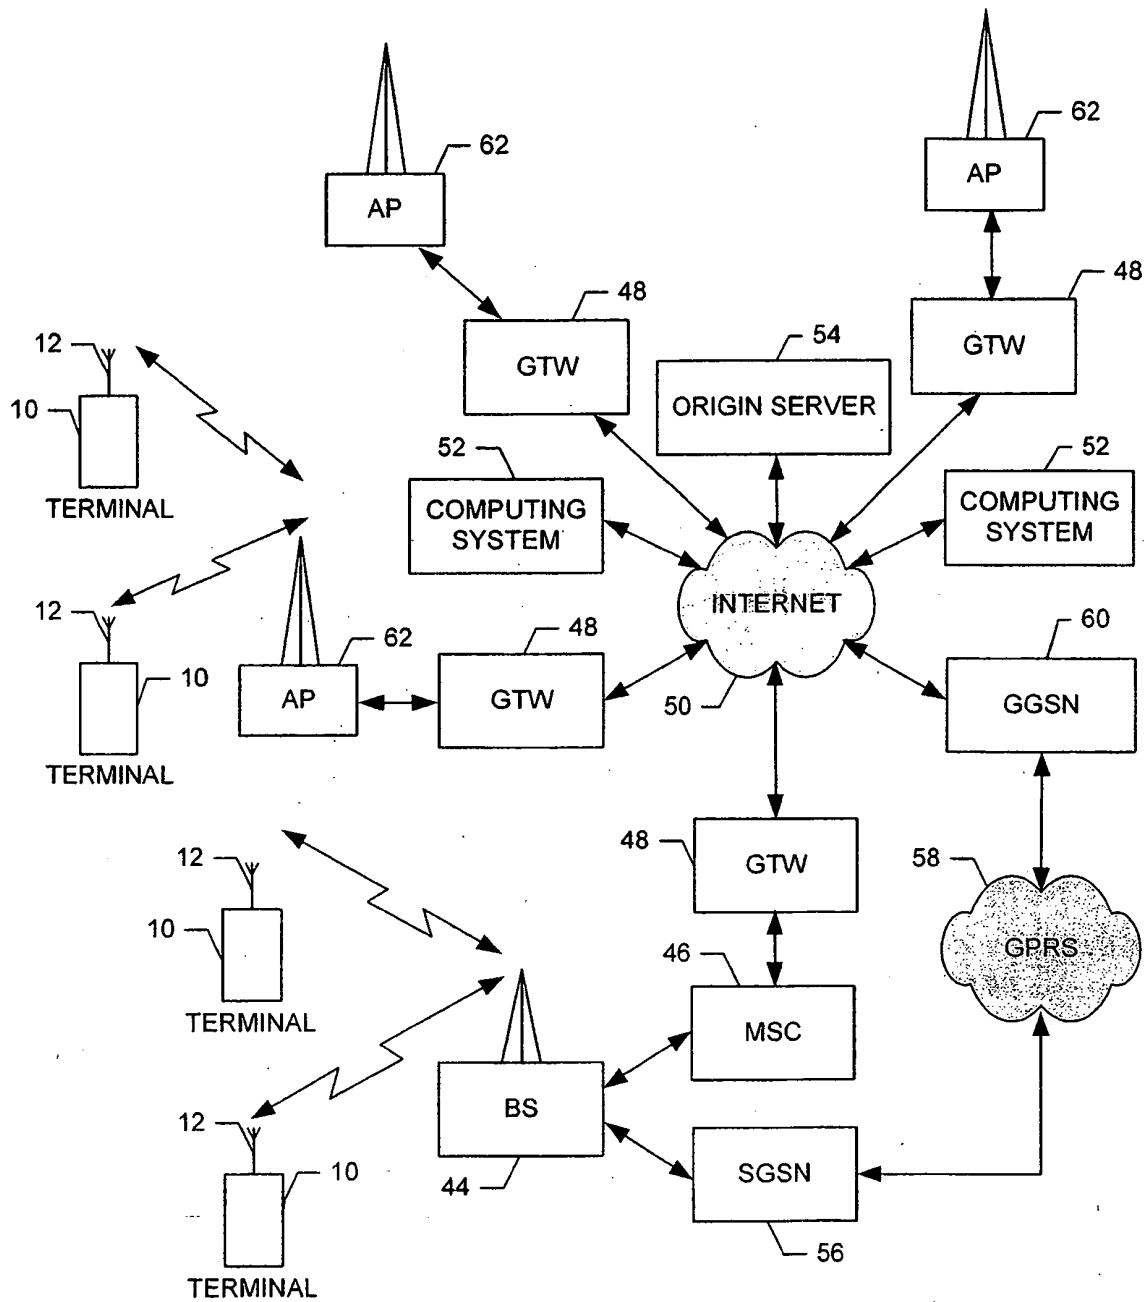 62
AP
62
AP
48
GTW
48
GTW
54
ORIGIN SERVER
12
10
TERMINAL
52
COMPUTING
SYSTEM
52
COMPUTING
SYSTEM
INTERNET
50
12
10
TERMINAL
62
AP
48
GTW
60
GGSN
48
GTW
58
GPRS
12
10
TERMINAL
46
MSC
BS
44
12
10
TERMINAL
SGSN
56